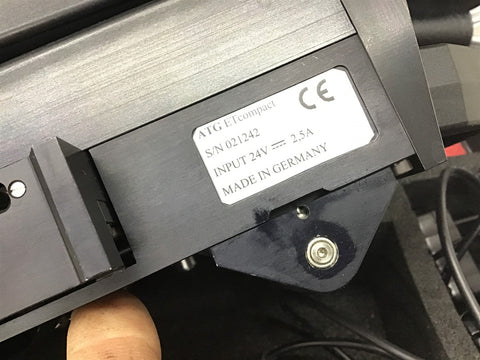 ATG ETcompact
S/N 021242
INPUT 24V ⎓ 2,5A
MADE IN GERMANY
CE